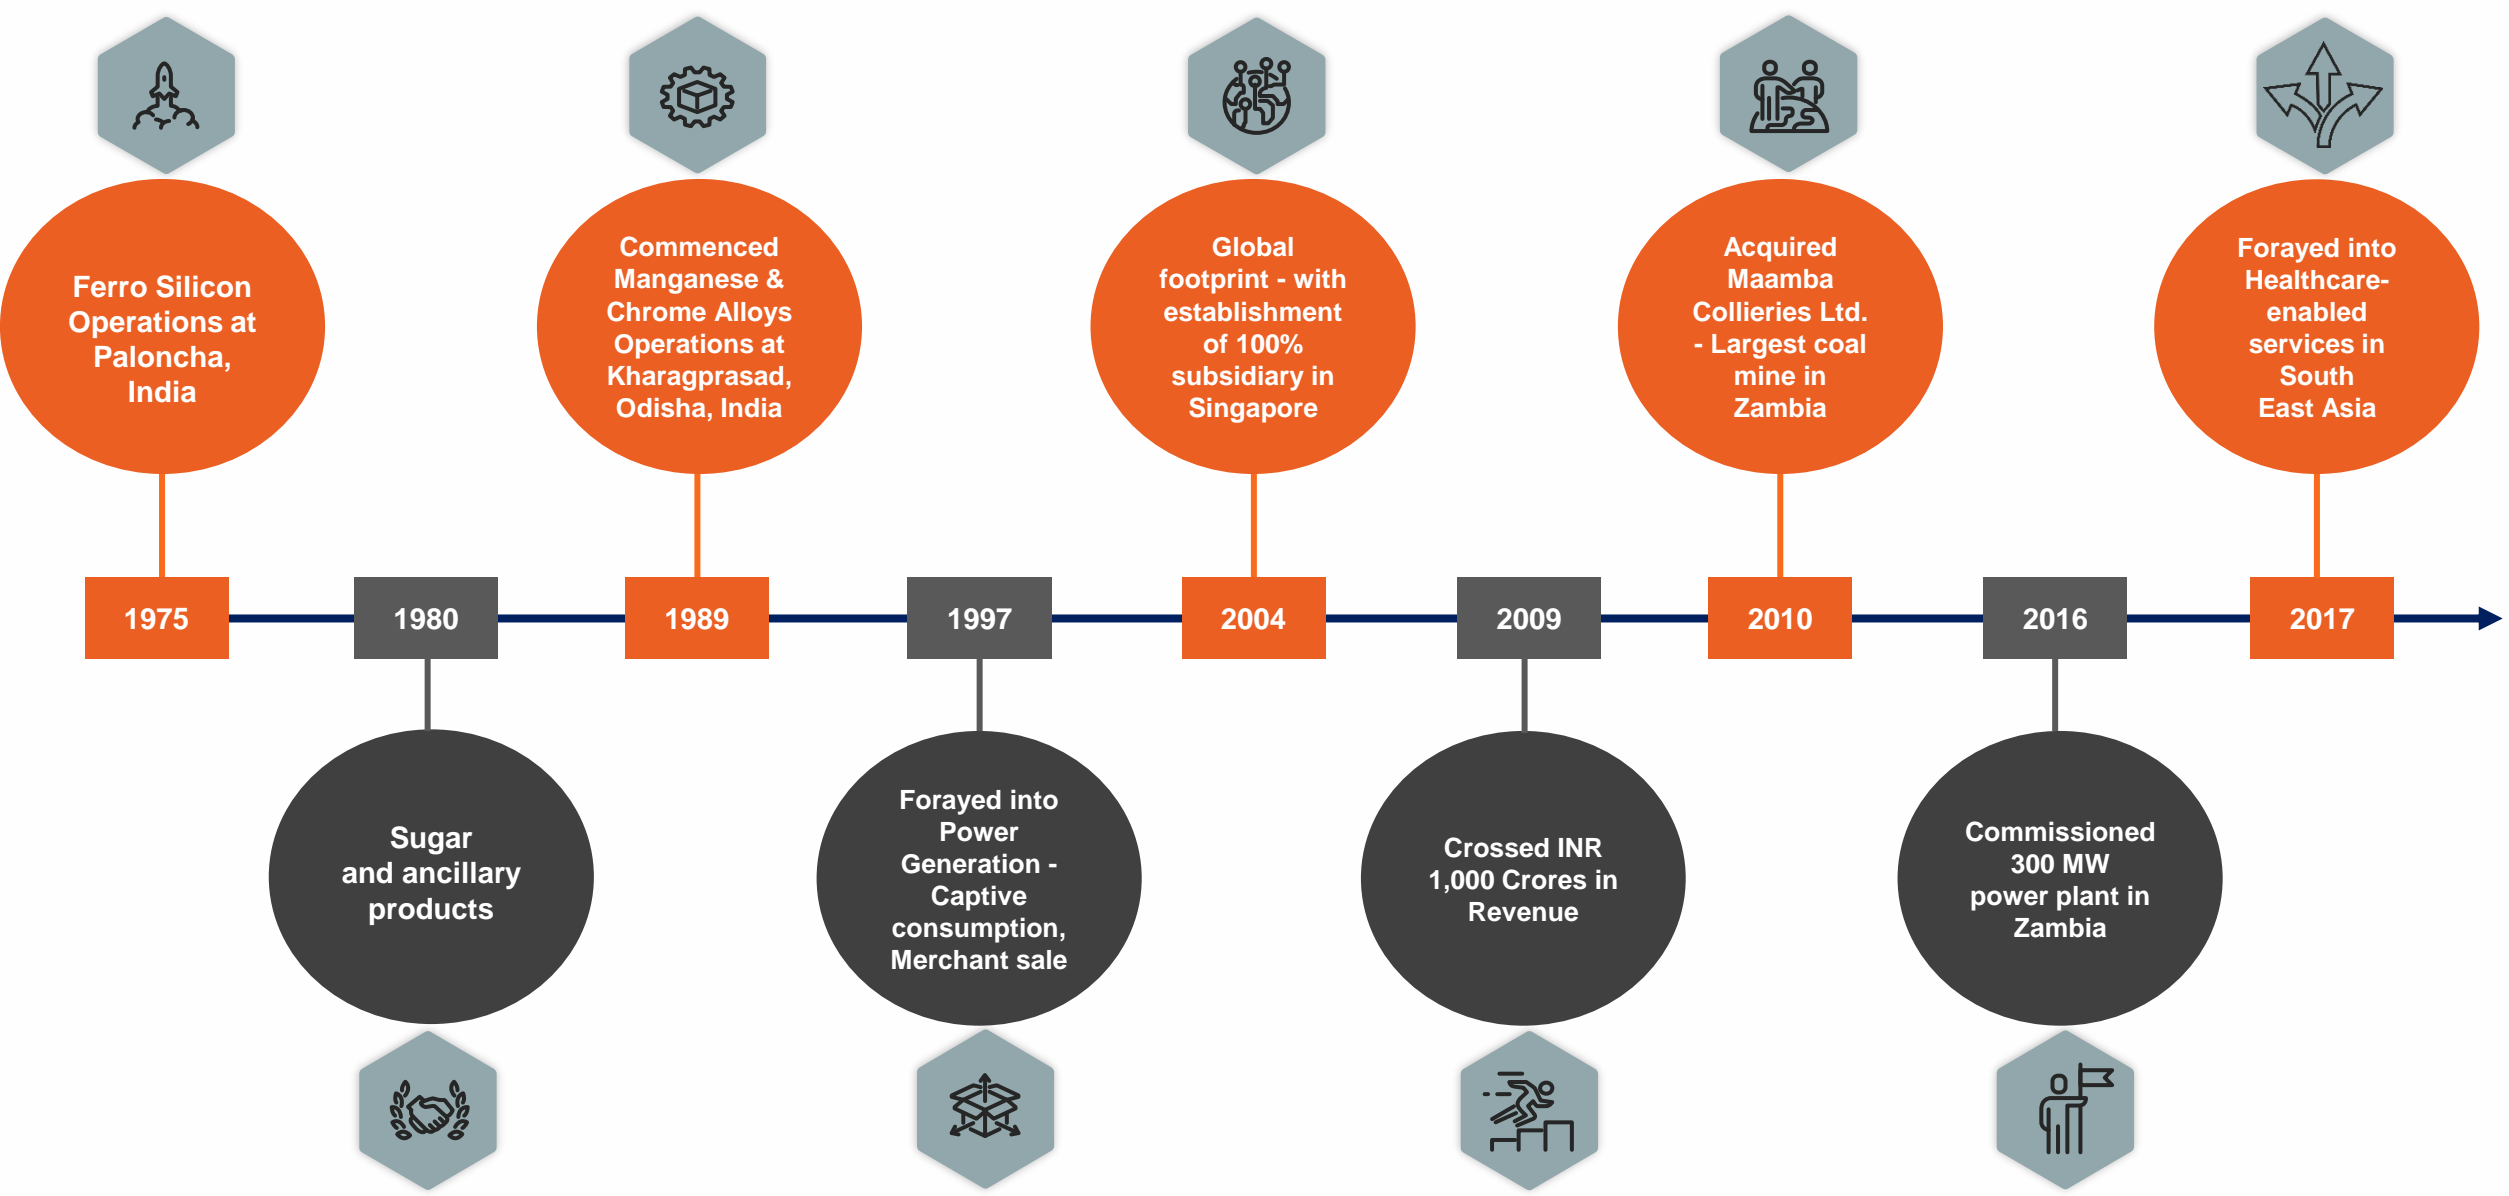 Ferro Silicon
Operations at
Paloncha,
India
Commenced
Manganese &
Chrome Alloys
Operations at
Kharagprasad,
Odisha, India
Global
footprint - with
establishment
of 100%
subsidiary in
Singapore
Acquired
Maamba
Collieries Ltd.
- Largest coal
mine in
Zambia
Forayed into
Healthcare-
enabled
services in
South
East Asia
1975
1980
1989
1997
2004
2009
2010
2016
2017
Sugar
and ancillary
products
Forayed into
Power
Generation -
Captive
consumption,
Merchant sale
Crossed INR
1,000 Crores in
Revenue
Commissioned
300 MW
power plant in
Zambia